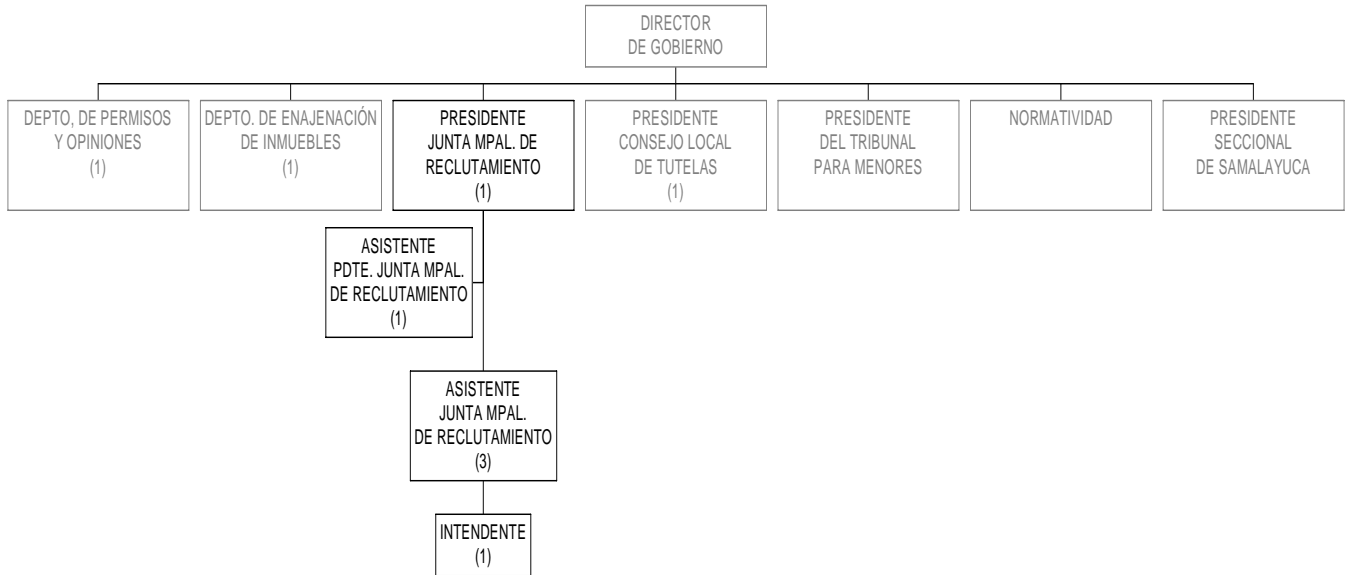 DIRECTOR
DE GOBIERNO
DEPTO, DE PERMISOS
Y OPINIONES
(1)
DEPTO. DE ENAJENACIÓN
DE INMUEBLES
(1)
PRESIDENTE
JUNTA MPAL. DE
RECLUTAMIENTO
(1)
PRESIDENTE
CONSEJO LOCAL
DE TUTELAS
(1)
PRESIDENTE
DEL TRIBUNAL
PARA MENORES
NORMATIVIDAD
PRESIDENTE
SECCIONAL
DE SAMALAYUCA
ASISTENTE
PDTE. JUNTA MPAL.
DE RECLUTAMIENTO
(1)
ASISTENTE
JUNTA MPAL.
DE RECLUTAMIENTO
(3)
INTENDENTE
(1)